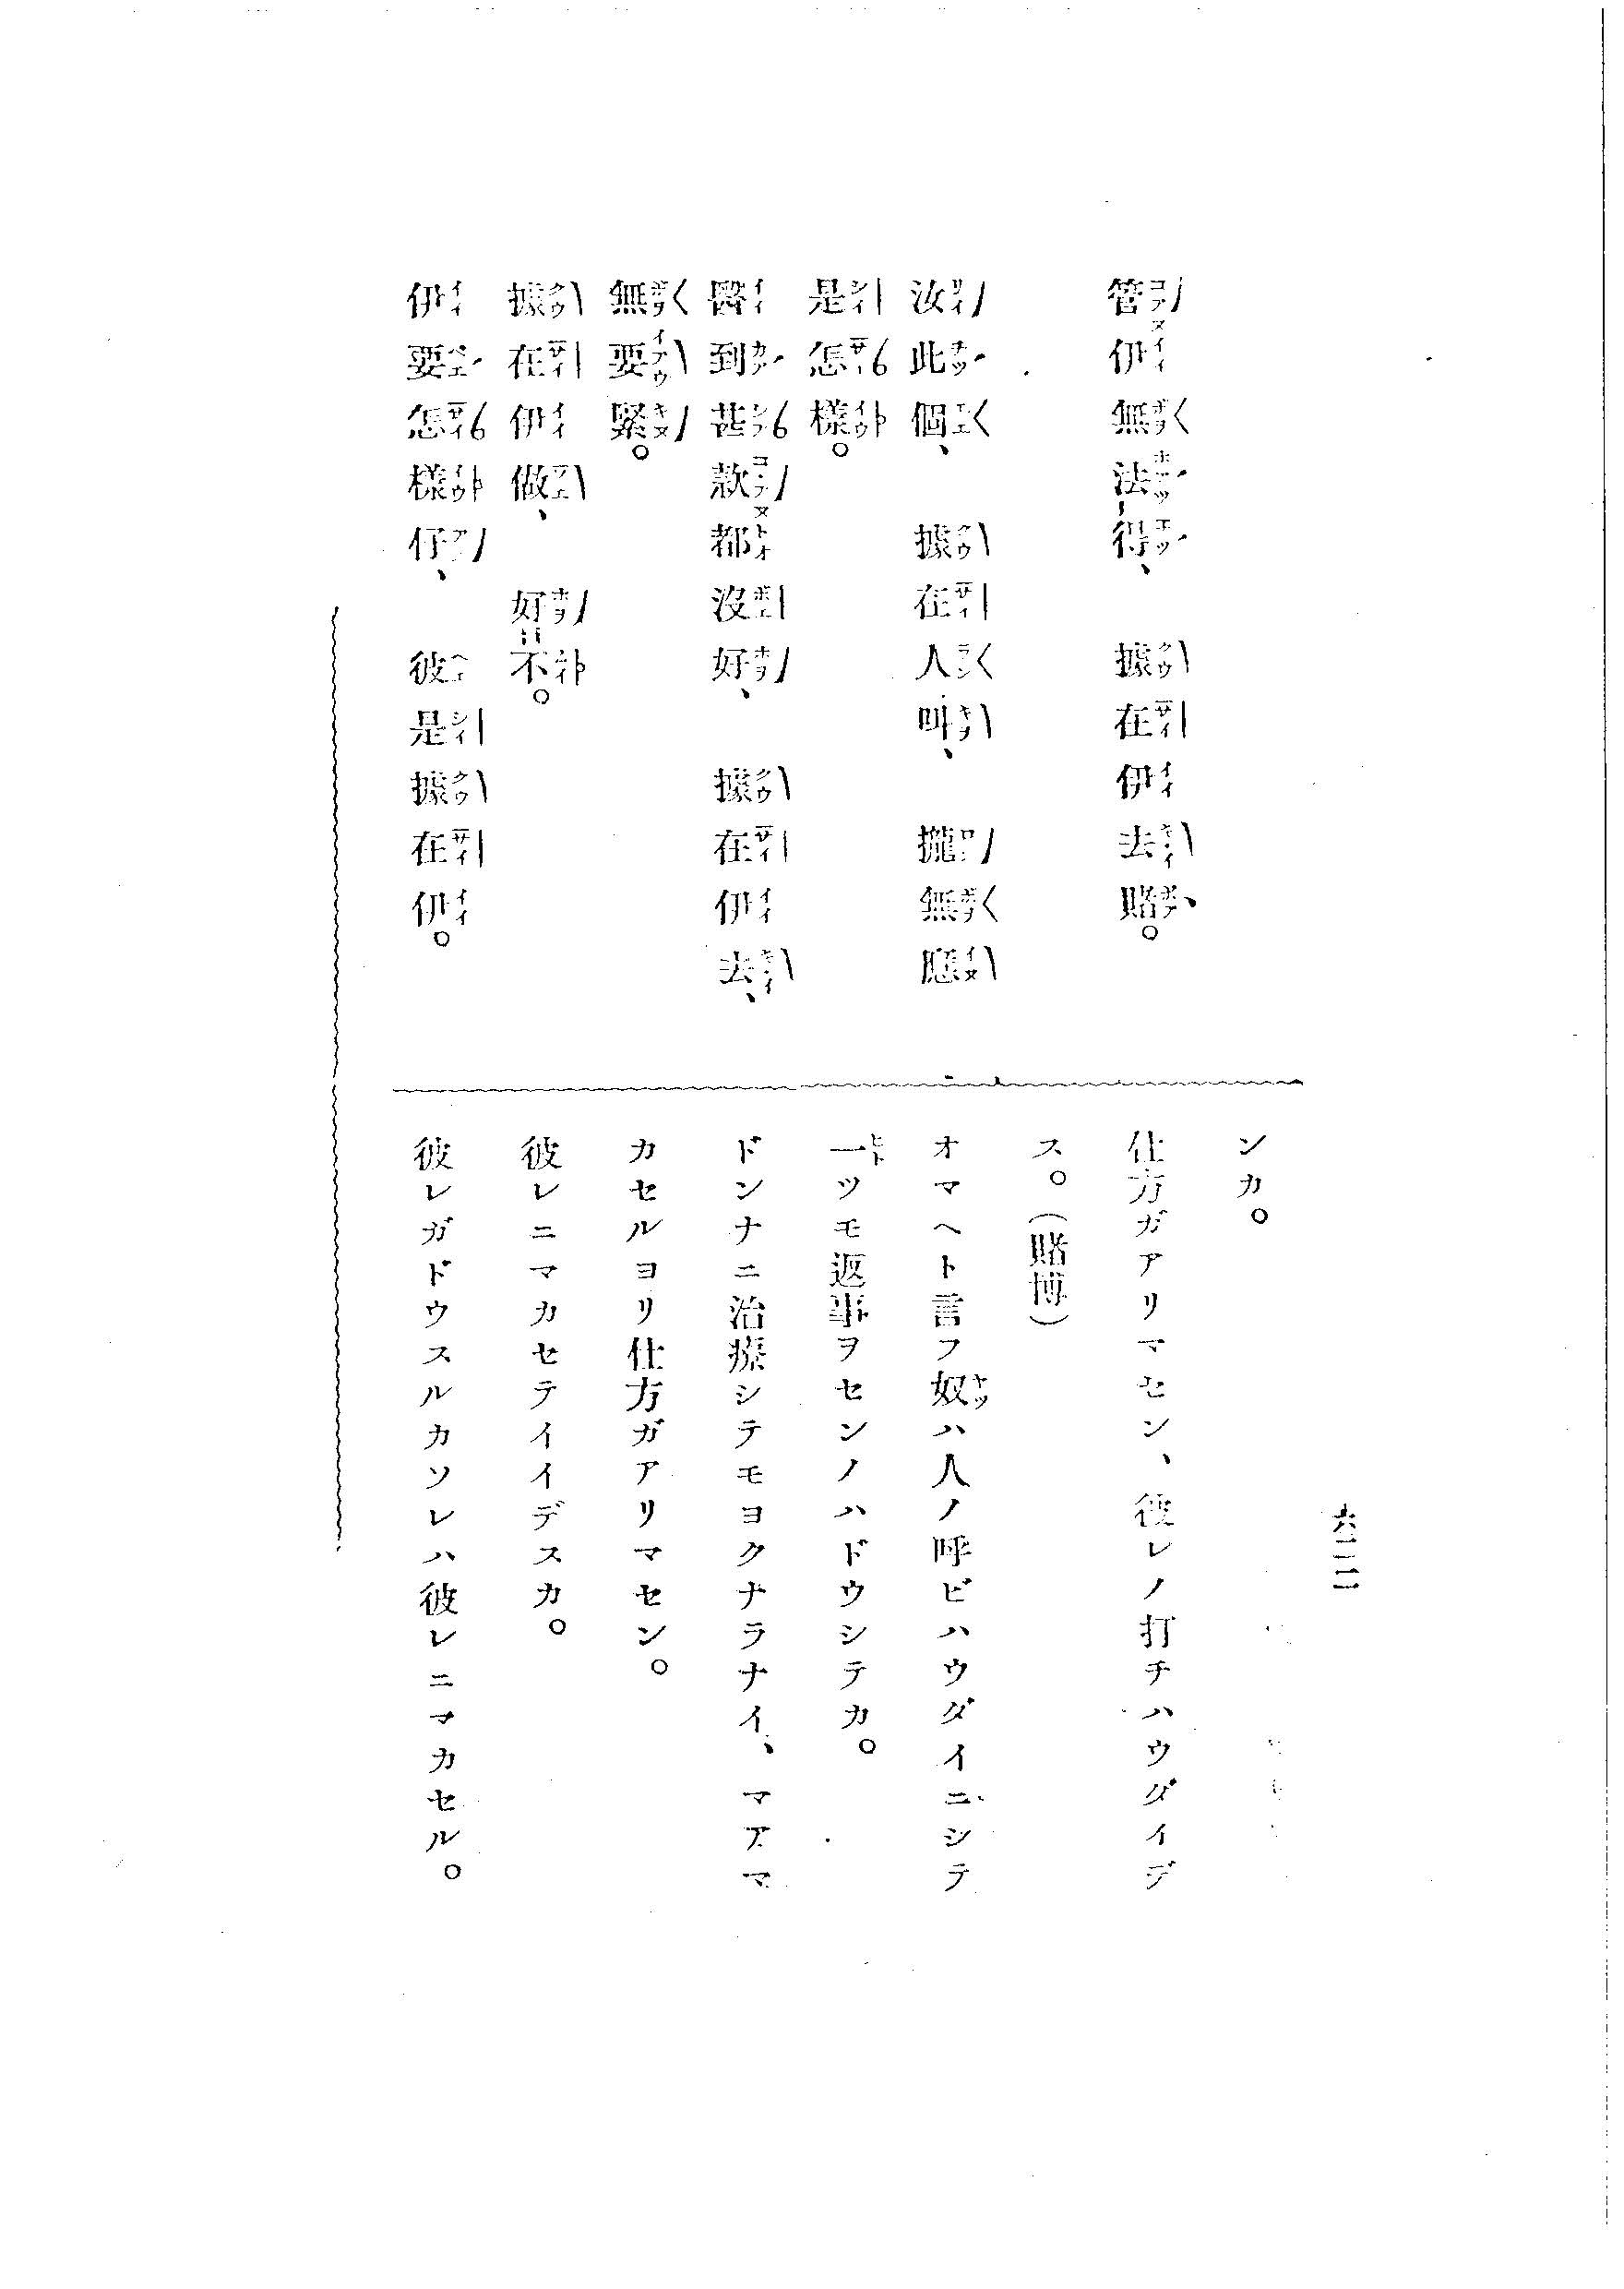 六二二
管伊無法得、據在伊去賭。
汝此個、據在人叫、攏無應
是怎樣。
醫到甚款都沒好、據在伊去、
無要緊。
據在伊做、好不。
伊要怎樣仔、彼是據在伊。
ンカ。
仕方ガアリマセン、彼レノ打チハウダイデ
ス。(賭博)
オマヘト言フ奴ハ人ノ呼ビハウダイニシテ
一ツモ返事ヲセンノハドウシテカ。
ドンナニ治療シテモヨクナラナイ、マアマ
カセルヨリ仕方ガアリマセン。
彼レニマカセテイイデスカ。
彼レガドウスルカソレハ彼レニマカセル。